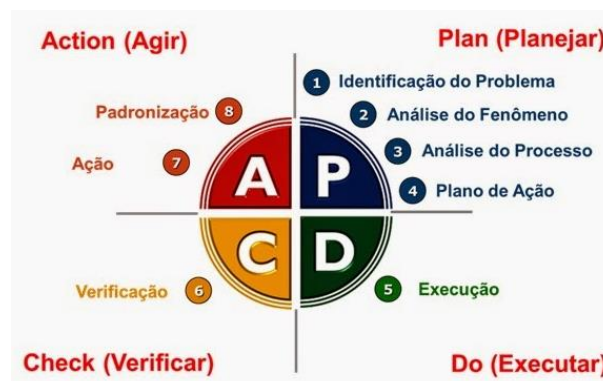 Action (Agir)
Plan (Planejar)
1 Identificação do Problema
2 Análise do Fenômeno
3 Análise do Processo
4 Plano de Ação
Padronização 8
Ação 7
A P
C D
Verificação 6
5 Execução
Check (Verificar)
Do (Executar)